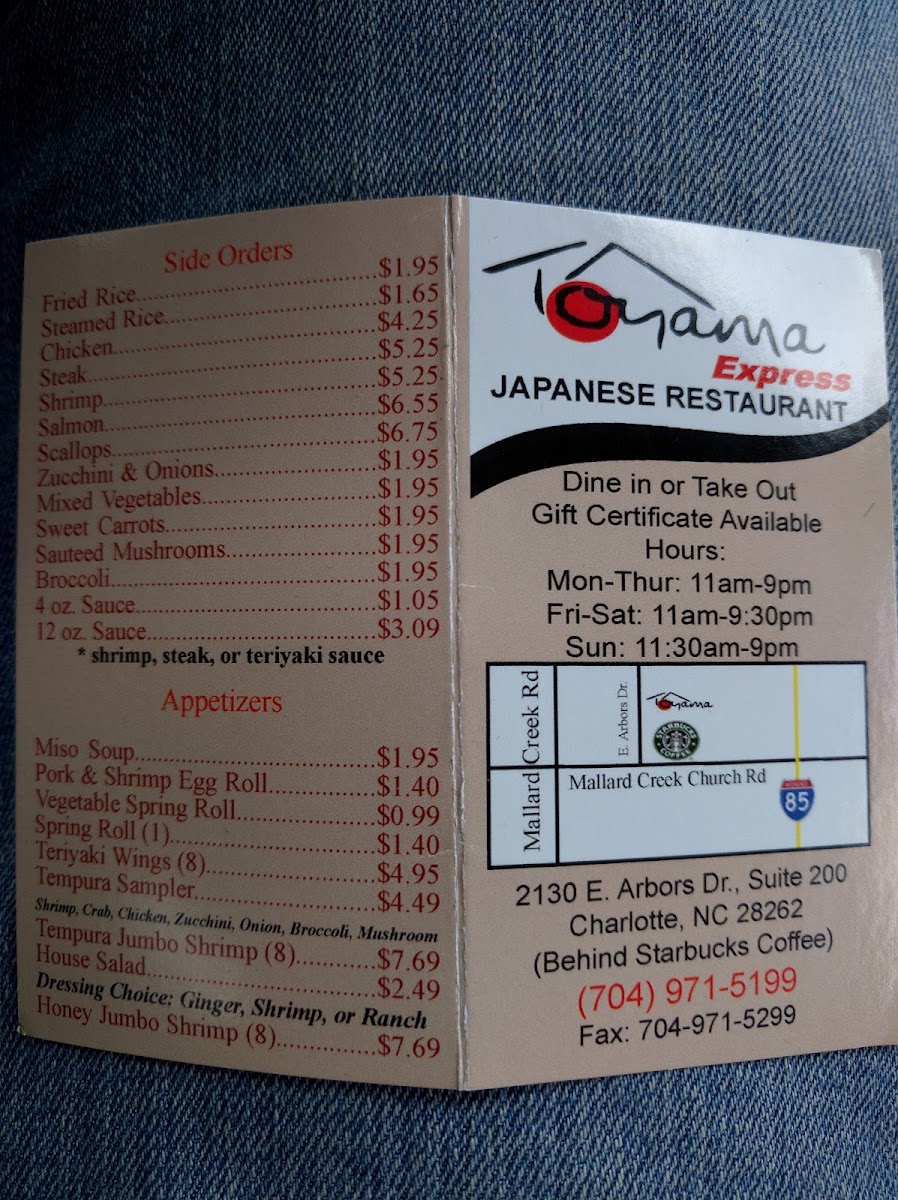 Side Orders
Fried Rice.....................................$1.95
Steamed Rice.................................$1.65
Chicken........................................$4.25
Steak............................................$5.25
Shrimp..........................................$5.25
Salmon.........................................$6.55
Scallops........................................$6.75
Zucchini & Onions.........................$1.95
Mixed Vegetables...........................$1.95
Sweet Carrots.................................$1.95
Sauteed Mushrooms.......................$1.95
Broccoli.........................................$1.95
4 oz. Sauce.....................................$1.05
12 oz. Sauce...................................$3.09
* shrimp, steak, or teriyaki sauce
Appetizers
Miso Soup.....................................$1.95
Pork & Shrimp Egg Roll................$1.40
Vegetable Spring Roll.....................$0.99
Spring Roll (1)...............................$1.40
Teriyaki Wings (8).........................$4.95
Tempura Sampler...........................$4.49
Shrimp, Crab, Chicken, Zucchini, Onion, Broccoli, Mushroom
Tempura Jumbo Shrimp (8)............$7.69
House Salad...................................$2.49
Dressing Choice: Ginger, Shrimp, or Ranch
Honey Jumbo Shrimp (8)...............$7.69
Toyama
Express
JAPANESE RESTAURANT
Dine in or Take Out
Gift Certificate Available
Hours:
Mon-Thur: 11am-9pm
Fri-Sat: 11am-9:30pm
Sun: 11:30am-9pm
Mallard Creek Rd
E. Arbors Dr.
Toyama
STARBUCKS
COFFEE
Mallard Creek Church Rd
85
2130 E. Arbors Dr., Suite 200
Charlotte, NC 28262
(Behind Starbucks Coffee)
(704) 971-5199
Fax: 704-971-5299